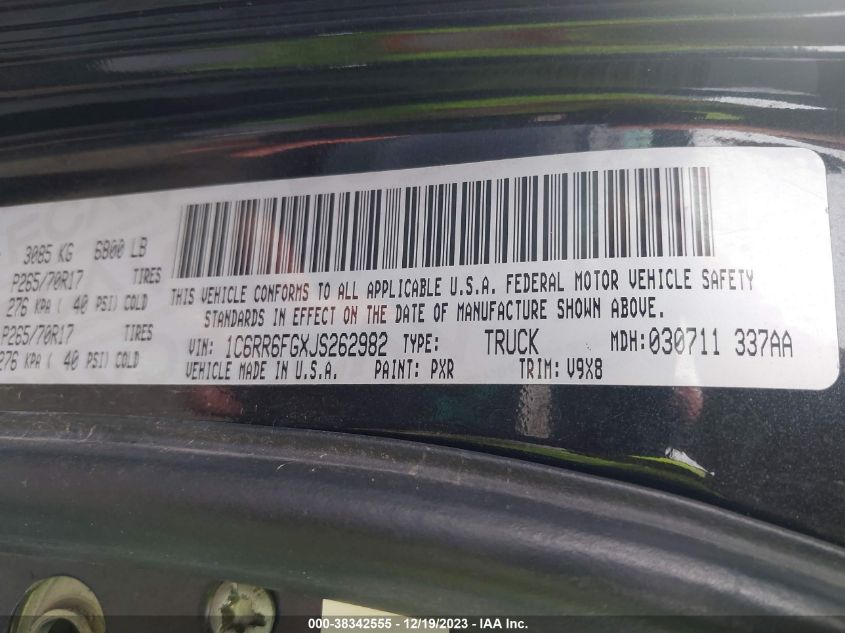 3085 KG 6800 LB
P265/70R17 TIRES
276 KPA ( 40 PSI) COLD
P265/70R17 TIRES
276 KPA ( 40 PSI) COLD
THIS VEHICLE CONFORMS TO ALL APPLICABLE U.S.A. FEDERAL MOTOR VEHICLE SAFETY
STANDARDS IN EFFECT ON THE DATE OF MANUFACTURE SHOWN ABOVE.
VIN: 1C6RR6FGXJS262982 TYPE: TRUCK MDH: 030711 337AA
VEHICLE MADE IN U.S.A. PAINT: PXR TRIM: V9X8
000-38342555 - 12/19/2023 - IAA Inc.